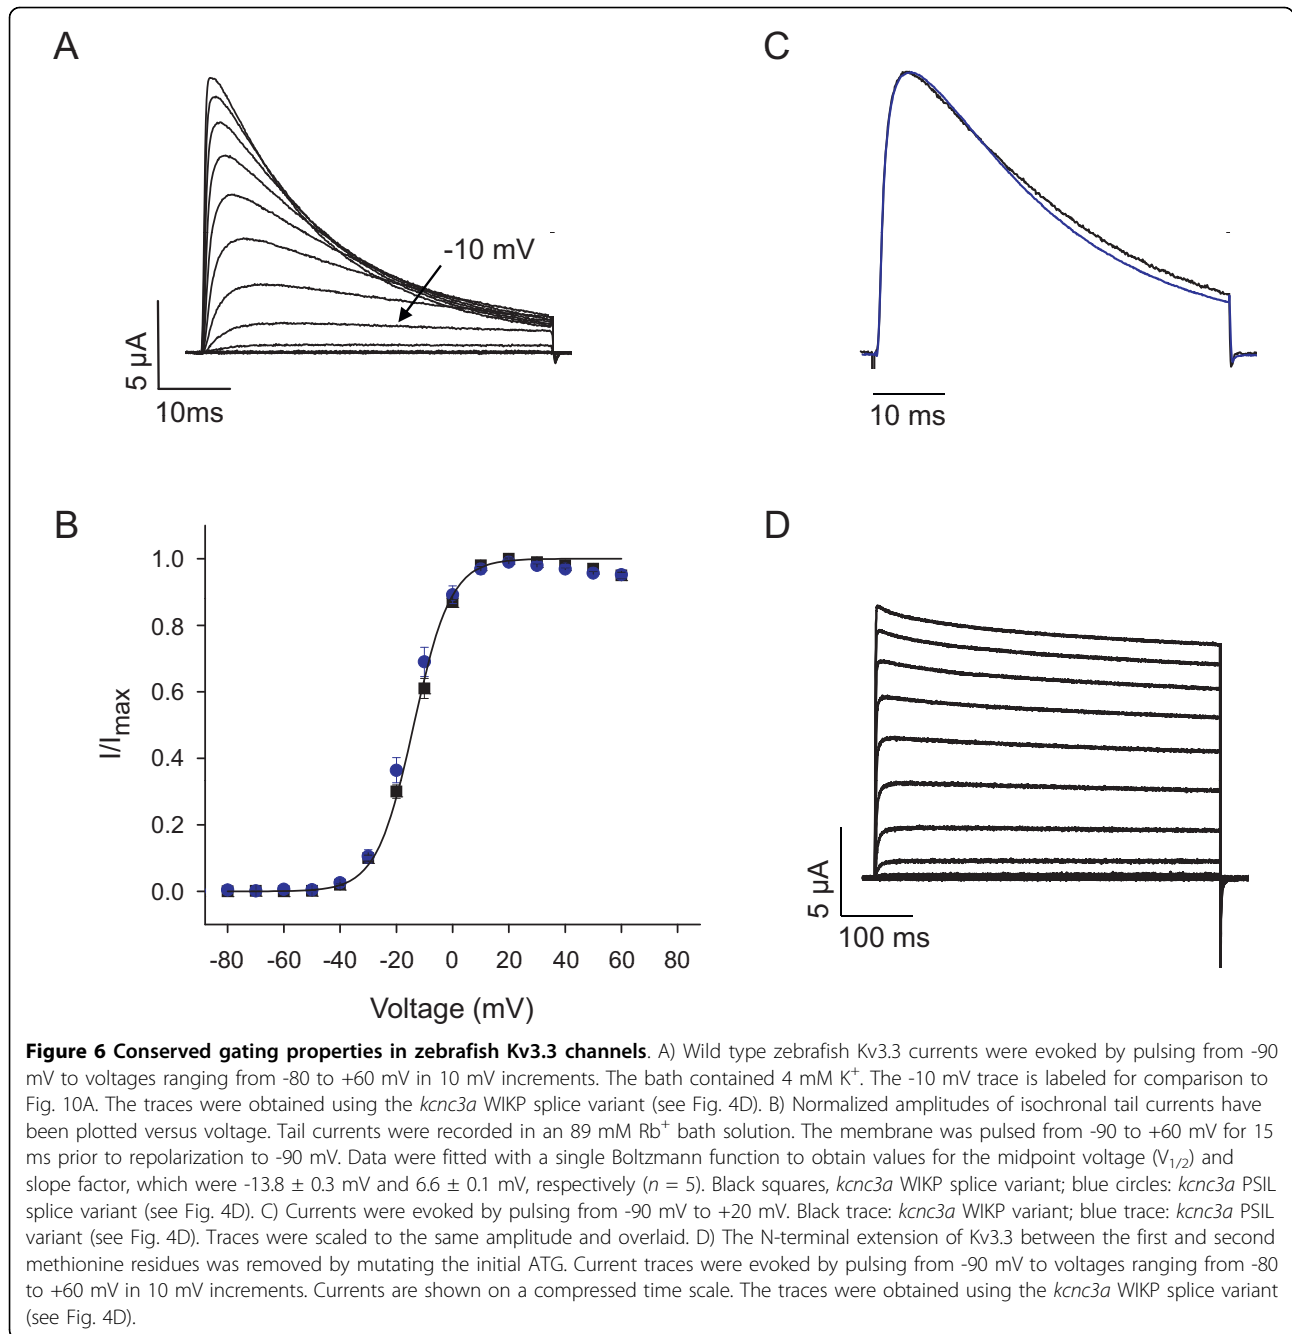 A
-10 mV
5 µA
10ms
C
10 ms
B
1.0
0.8
0.6
0.4
0.2
0.0
I/Imax
-80 -60 -40 -20 0 20 40 60 80
Voltage (mV)
D
5 µA
100 ms
Figure 6 Conserved gating properties in zebrafish Kv3.3 channels. A) Wild type zebrafish Kv3.3 currents were evoked by pulsing from -90
mV to voltages ranging from -80 to +60 mV in 10 mV increments. The bath contained 4 mM K+. The -10 mV trace is labeled for comparison to
Fig. 10A. The traces were obtained using the kcnc3a WIKP splice variant (see Fig. 4D). B) Normalized amplitudes of isochronal tail currents have
been plotted versus voltage. Tail currents were recorded in an 89 mM Rb+ bath solution. The membrane was pulsed from -90 to +60 mV for 15
ms prior to repolarization to -90 mV. Data were fitted with a single Boltzmann function to obtain values for the midpoint voltage (V1/2) and
slope factor, which were -13.8 ± 0.3 mV and 6.6 ± 0.1 mV, respectively (n = 5). Black squares, kcnc3a WIKP splice variant; blue circles: kcnc3a PSIL
splice variant (see Fig. 4D). C) Currents were evoked by pulsing from -90 mV to +20 mV. Black trace: kcnc3a WIKP variant; blue trace: kcnc3a PSIL
variant (see Fig. 4D). Traces were scaled to the same amplitude and overlaid. D) The N-terminal extension of Kv3.3 between the first and second
methionine residues was removed by mutating the initial ATG. Current traces were evoked by pulsing from -90 mV to voltages ranging from -80
to +60 mV in 10 mV increments. Currents are shown on a compressed time scale. The traces were obtained using the kcnc3a WIKP splice variant
(see Fig. 4D).